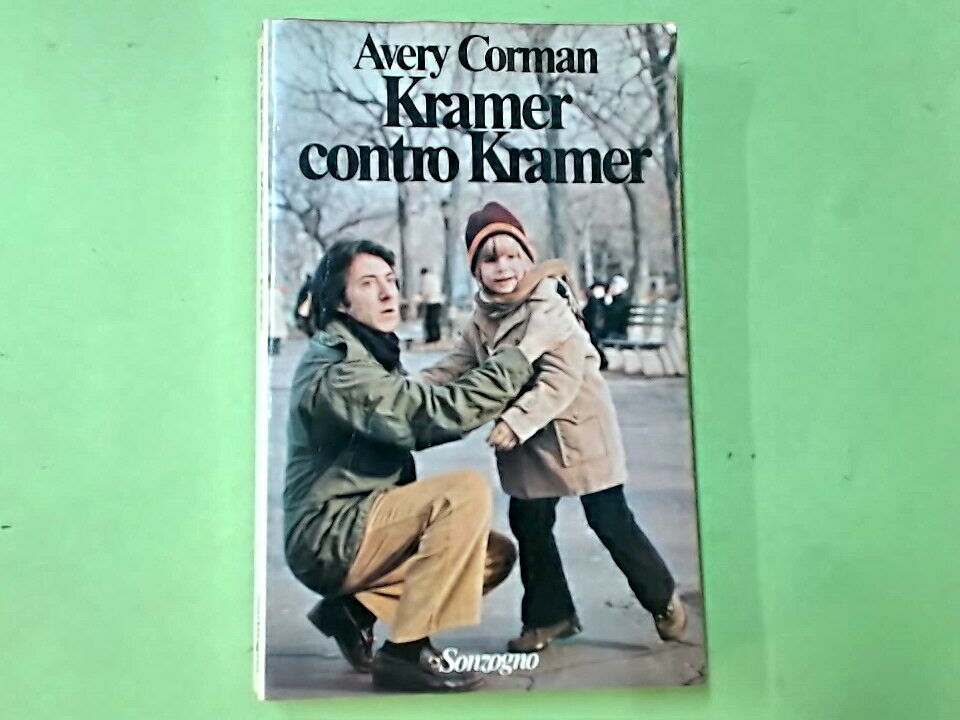 Avery Corman
Kramer
contro Kramer
Sonzogno